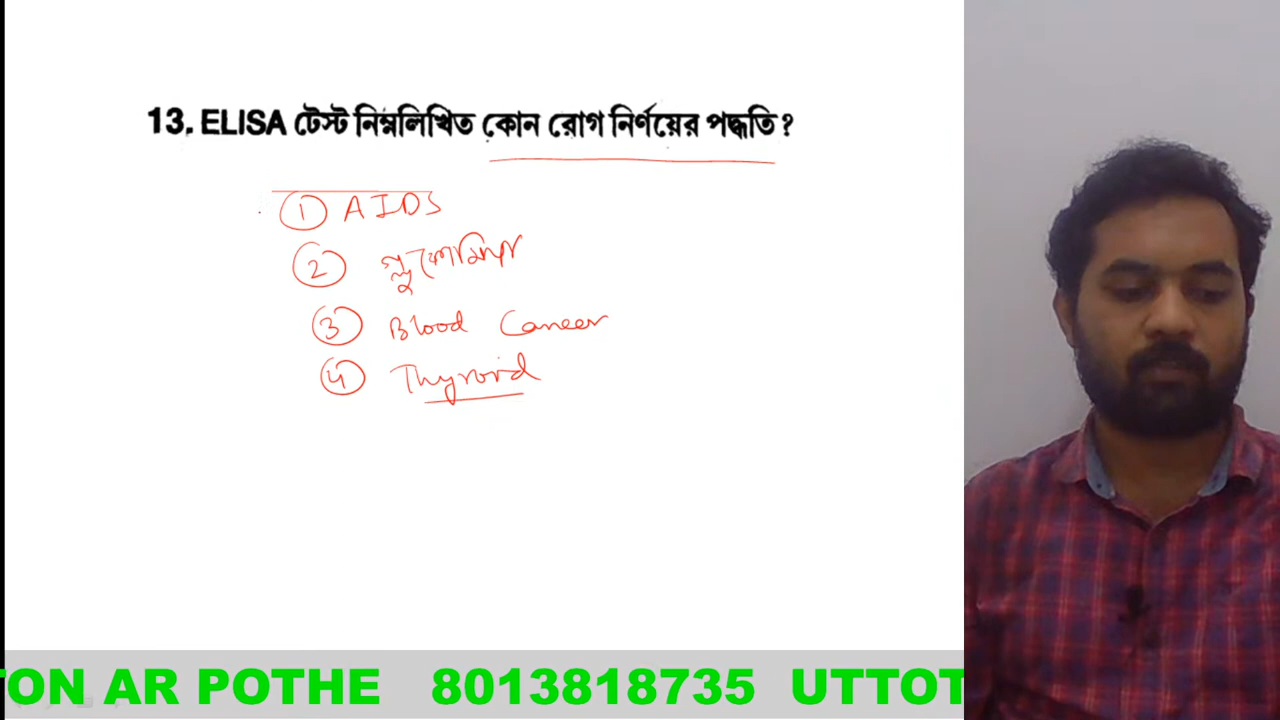 13. ELISA টেস্ট নিম্নলিখিত কোন রোগ নির্ণয়ের পদ্ধতি?
1 AIDS
2 গ্লুকোমিয়া
3 Blood Cancer
4 Thyroid
TON AR POTHE 8013818735 UTTOT